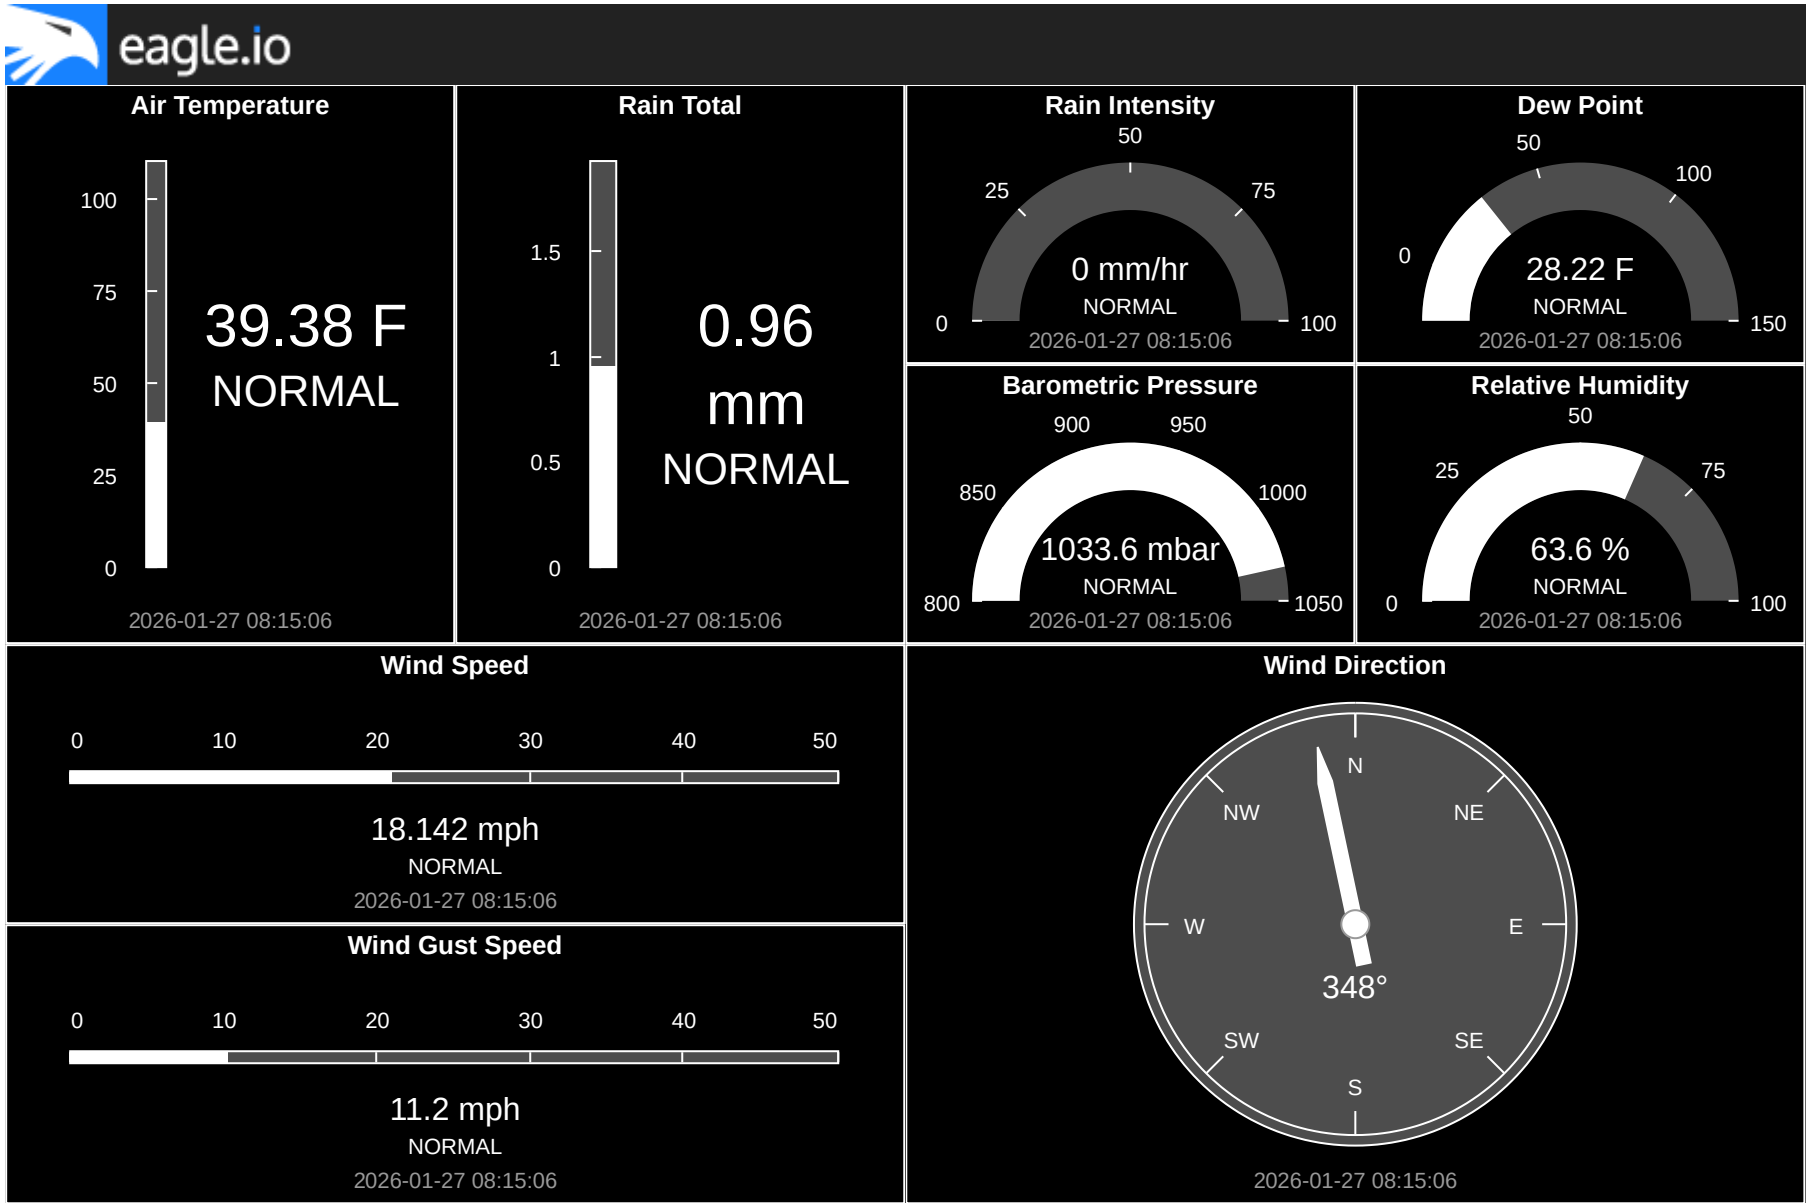 eagle.io
Air Temperature
100
75
50
25
0
39.38 F
NORMAL
2026-01-27 08:15:06
Rain Total
1.5
1
0.5
0
0.96
mm
NORMAL
2026-01-27 08:15:06
Rain Intensity
50
25
75
0
100
0 mm/hr
NORMAL
2026-01-27 08:15:06
Dew Point
50
100
0
150
28.22 F
NORMAL
2026-01-27 08:15:06
Barometric Pressure
900
950
850
1000
800
1050
1033.6 mbar
NORMAL
2026-01-27 08:15:06
Relative Humidity
50
25
75
0
100
63.6 %
NORMAL
2026-01-27 08:15:06
Wind Speed
0 10 20 30 40 50
18.142 mph
NORMAL
2026-01-27 08:15:06
Wind Gust Speed
0 10 20 30 40 50
11.2 mph
NORMAL
2026-01-27 08:15:06
Wind Direction
N
NW NE
W E
348°
SW SE
S
2026-01-27 08:15:06